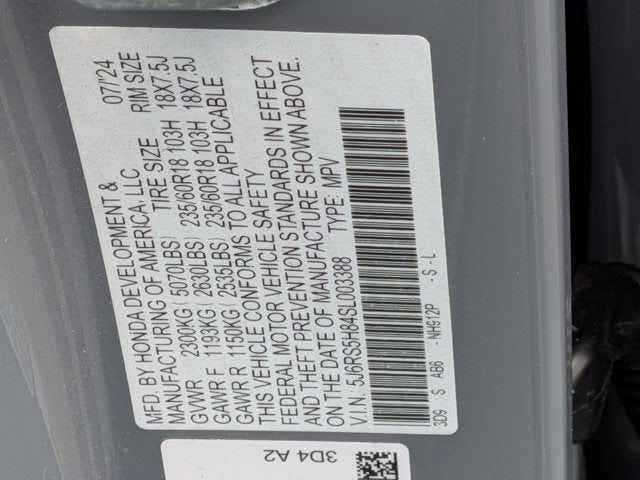 MFD. BY HONDA DEVELOPMENT & 07/'24
MANUFACTURING OF AMERICA, LLC
TIRE SIZE RIM SIZE
GVWR 2300KG ( 5070LBS)
GAWR F 1193KG ( 2630LBS) 235/60R18 103H 18X7.5J
GAWR R 1150KG ( 2535LBS) 235/60R18 103H 18X7.5J
THIS VEHICLE CONFORMS TO ALL APPLICABLE
FEDERAL MOTOR VEHICLE SAFETY
AND THEFT PREVENTION STANDARDS IN EFFECT
ON THE DATE OF MANUFACTURE SHOWN ABOVE.
V.I.N.: 5J6RS5H84SL003388 TYPE: MPV
3D9 S AB6 -NH912P -S -L
3D4 A2